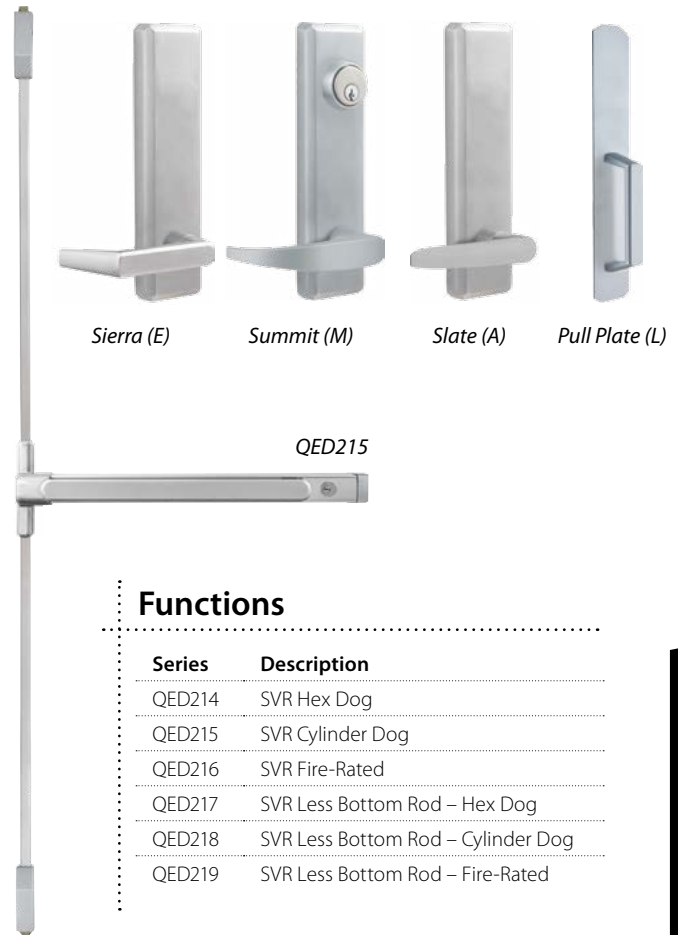 Sierra (E) Summit (M) Slate (A) Pull Plate (L)
QED215
Functions
Series Description
QED214 SVR Hex Dog
QED215 SVR Cylinder Dog
QED216 SVR Fire-Rated
QED217 SVR Less Bottom Rod – Hex Dog
QED218 SVR Less Bottom Rod – Cylinder Dog
QED219 SVR Less Bottom Rod – Fire-Rated